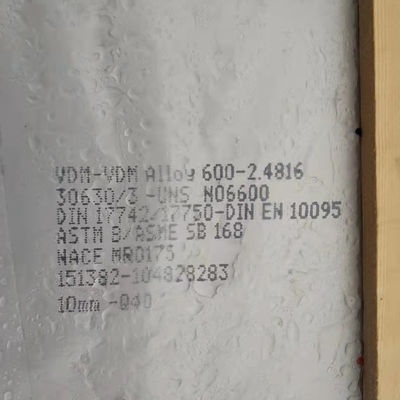 VDM-VDM Alloy 600-2.4816
30630/3 -UNS N06600
DIN 17742/17750-DIN EN 10095
ASTM B/ASME SB 168
NACE MR0175
151382-104828283
10mm -Q40